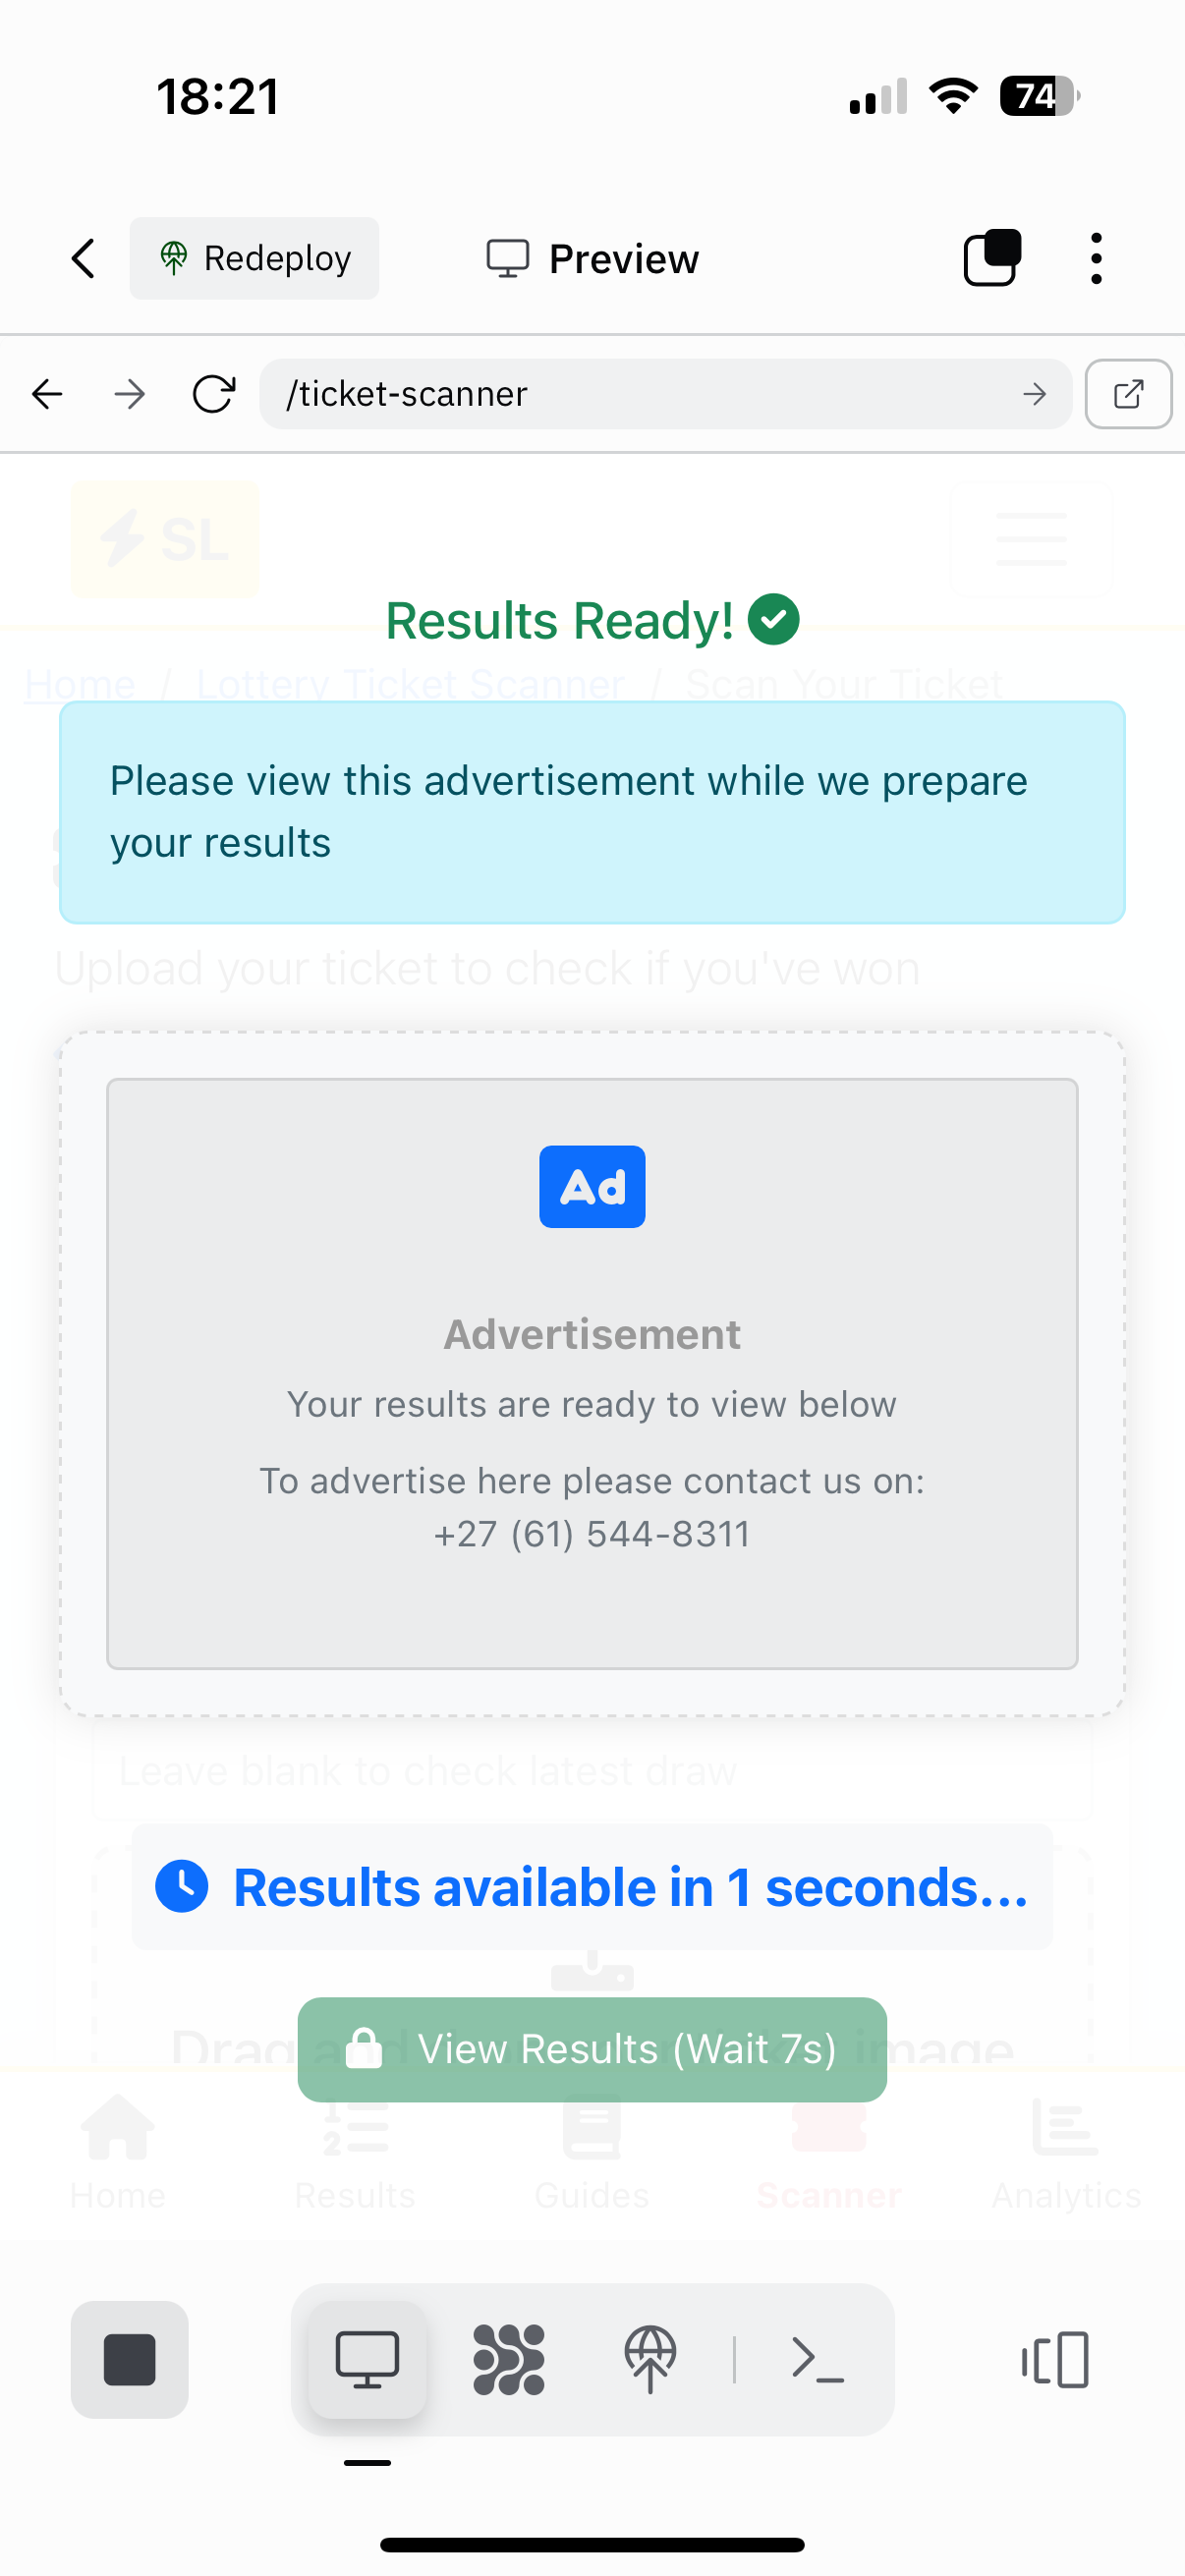 18:21
74
Redeploy
Preview
/ticket-scanner
SL
Results Ready!
Home / Lottery Ticket Scanner / Scan Your Ticket
Please view this advertisement while we prepare
your results
Upload your ticket to check if you've won
Ad
Advertisement
Your results are ready to view below
To advertise here please contact us on:
+27 (61) 544-8311
Leave blank to check latest draw
Results available in 1 seconds...
View Results (Wait 7s)
Drag image
Home
Results
Guides
Scanner
Analytics